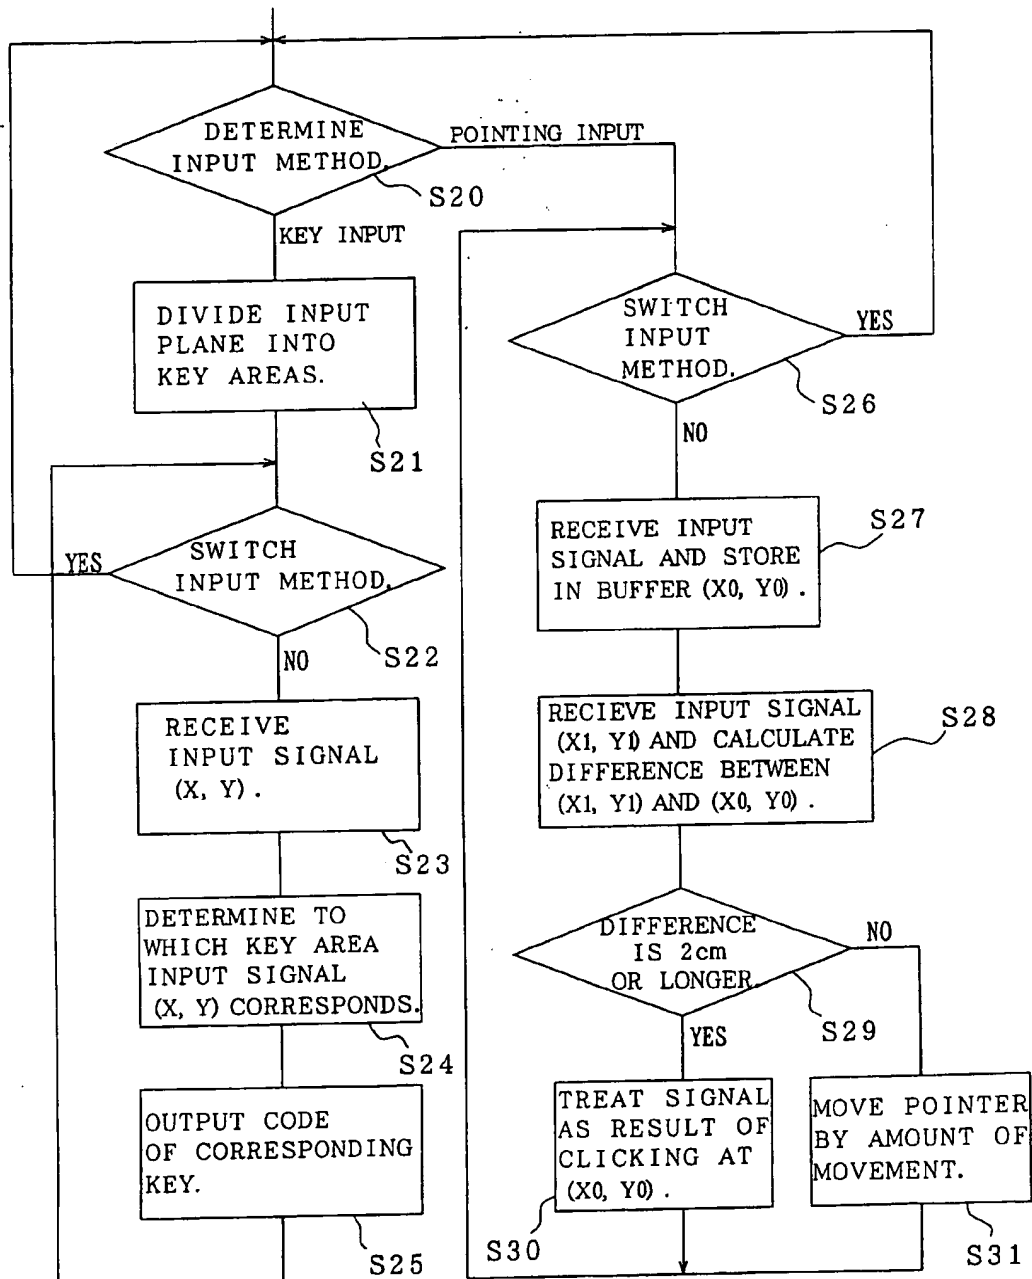 DETERMINE
INPUT METHOD.
S20
POINTING INPUT
KEY INPUT
DIVIDE INPUT
PLANE INTO
KEY AREAS.
S21
SWITCH
INPUT METHOD.
YES
S22
NO
RECEIVE
INPUT SIGNAL
(X, Y).
S23
DETERMINE TO
WHICH KEY AREA
INPUT SIGNAL
(X, Y) CORRESPONDS.
S24
OUTPUT CODE
OF CORRESPONDING
KEY.
S25
SWITCH
INPUT
METHOD.
YES
S26
NO
RECEIVE INPUT
SIGNAL AND STORE
IN BUFFER (X0, Y0).
S27
RECIEVE INPUT SIGNAL
(X1, Y1) AND CALCULATE
DIFFERENCE BETWEEN
(X1, Y1) AND (X0, Y0).
S28
DIFFERENCE
IS 2cm
OR LONGER.
NO
S29
YES
TREAT SIGNAL
AS RESULT OF
CLICKING AT
(X0, Y0).
S30
MOVE POINTER
BY AMOUNT OF
MOVEMENT.
S31